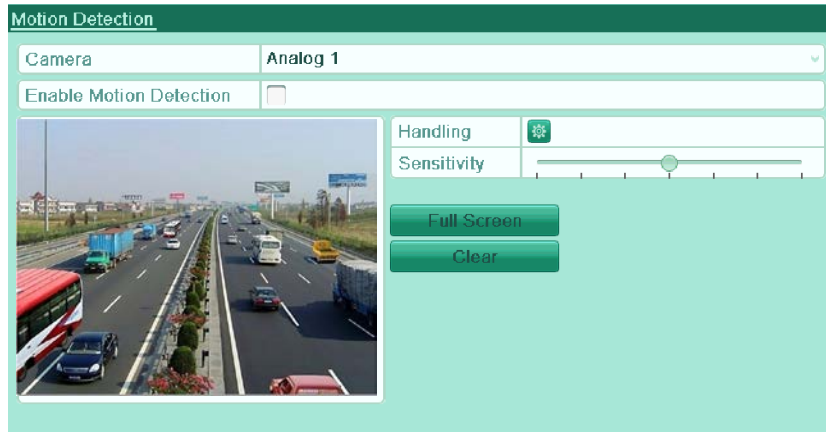 Motion Detection
Camera
Analog 1
Enable Motion Detection
Handling
Sensitivity
Full Screen
Clear